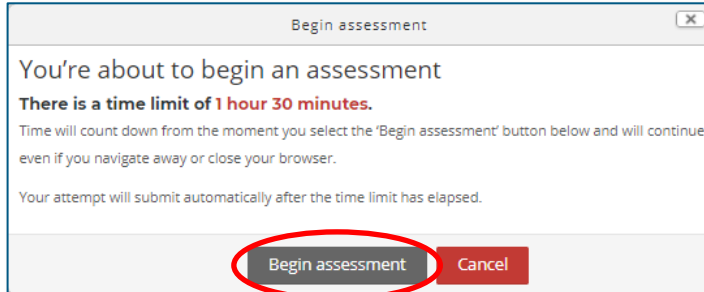 Begin assessment
x
You're about to begin an assessment
There is a time limit of 1 hour 30 minutes.
Time will count down from the moment you select the 'Begin assessment' button below and will continue
even if you navigate away or close your browser.
Your attempt will submit automatically after the time limit has elapsed.
Begin assessment Cancel